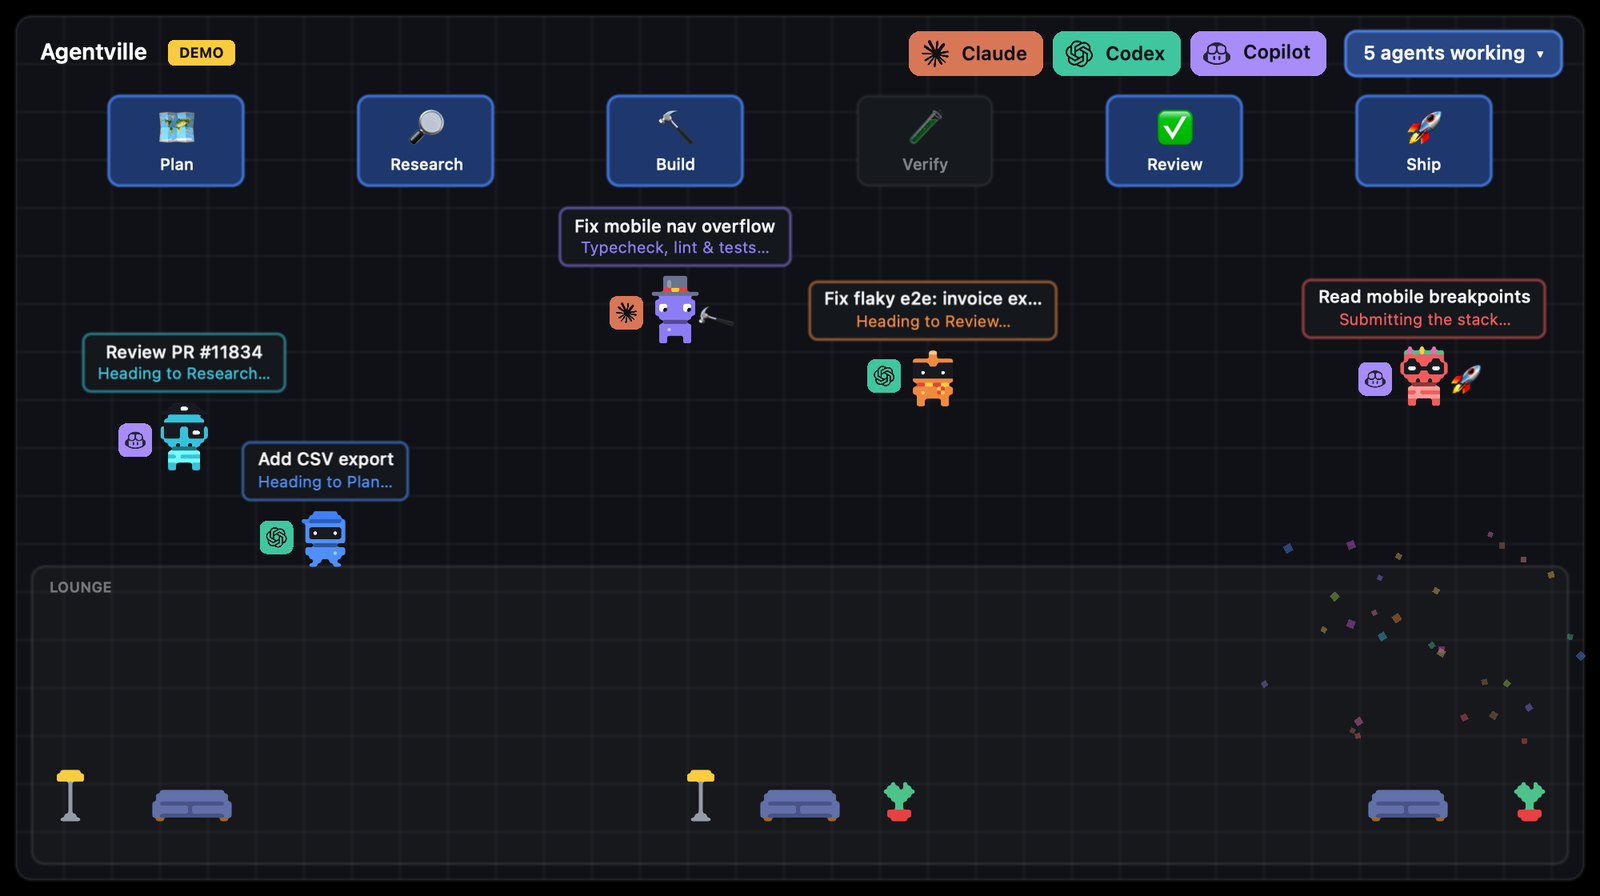 Agentville
DEMO
Claude
Codex
Copilot
5 agents working
Plan
Research
Build
Verify
Review
Ship
Fix mobile nav overflow
Typecheck, lint & tests...
Fix flaky e2e: invoice ex...
Heading to Review...
Read mobile breakpoints
Submitting the stack...
Review PR #11834
Heading to Research...
Add CSV export
Heading to Plan...
LOUNGE